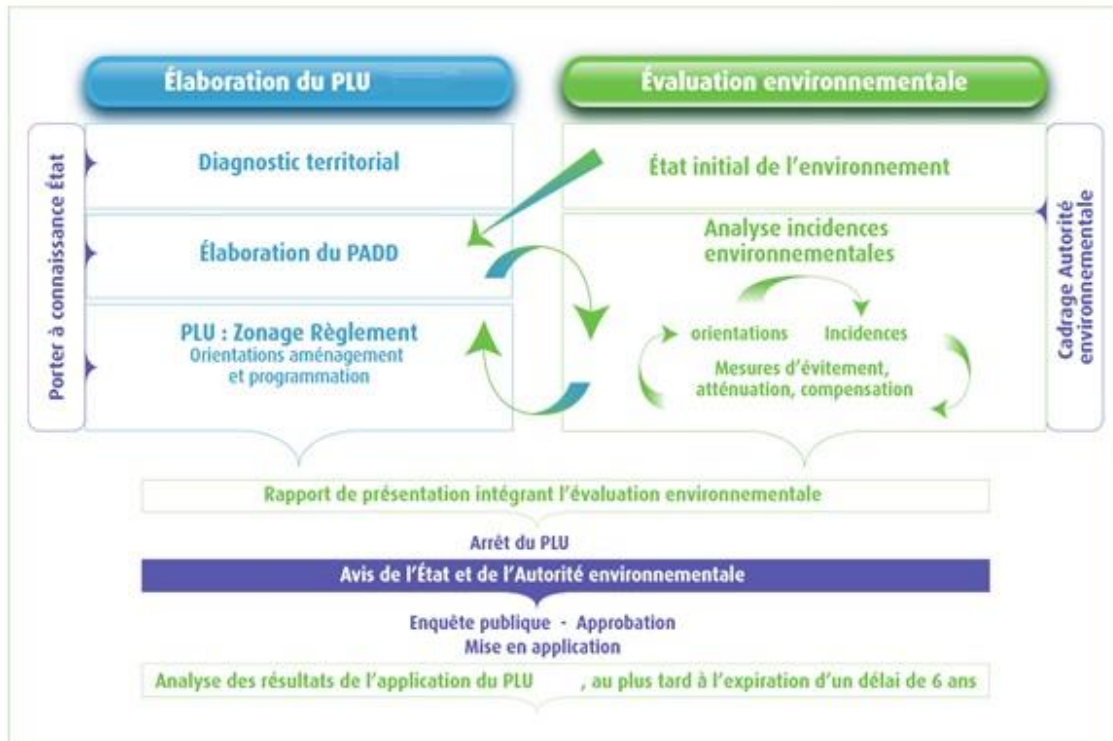 Élaboration du PLU
Évaluation environnementale
Porter à connaissance État
Diagnostic territorial
Élaboration du PADD
PLU : Zonage Règlement
Orientations aménagement
et programmation
État initial de l'environnement
Analyse incidences
environnementales
orientations
Incidences
Mesures d'évitement,
atténuation, compensation
Cadrage Autorité
environnementale
Rapport de présentation intégrant l'évaluation environnementale
Arrêt du PLU
Avis de l'État et de l'Autorité environnementale
Enquête publique - Approbation
Mise en application
Analyse des résultats de l'application du PLU , au plus tard à l'expiration d'un délai de 6 ans